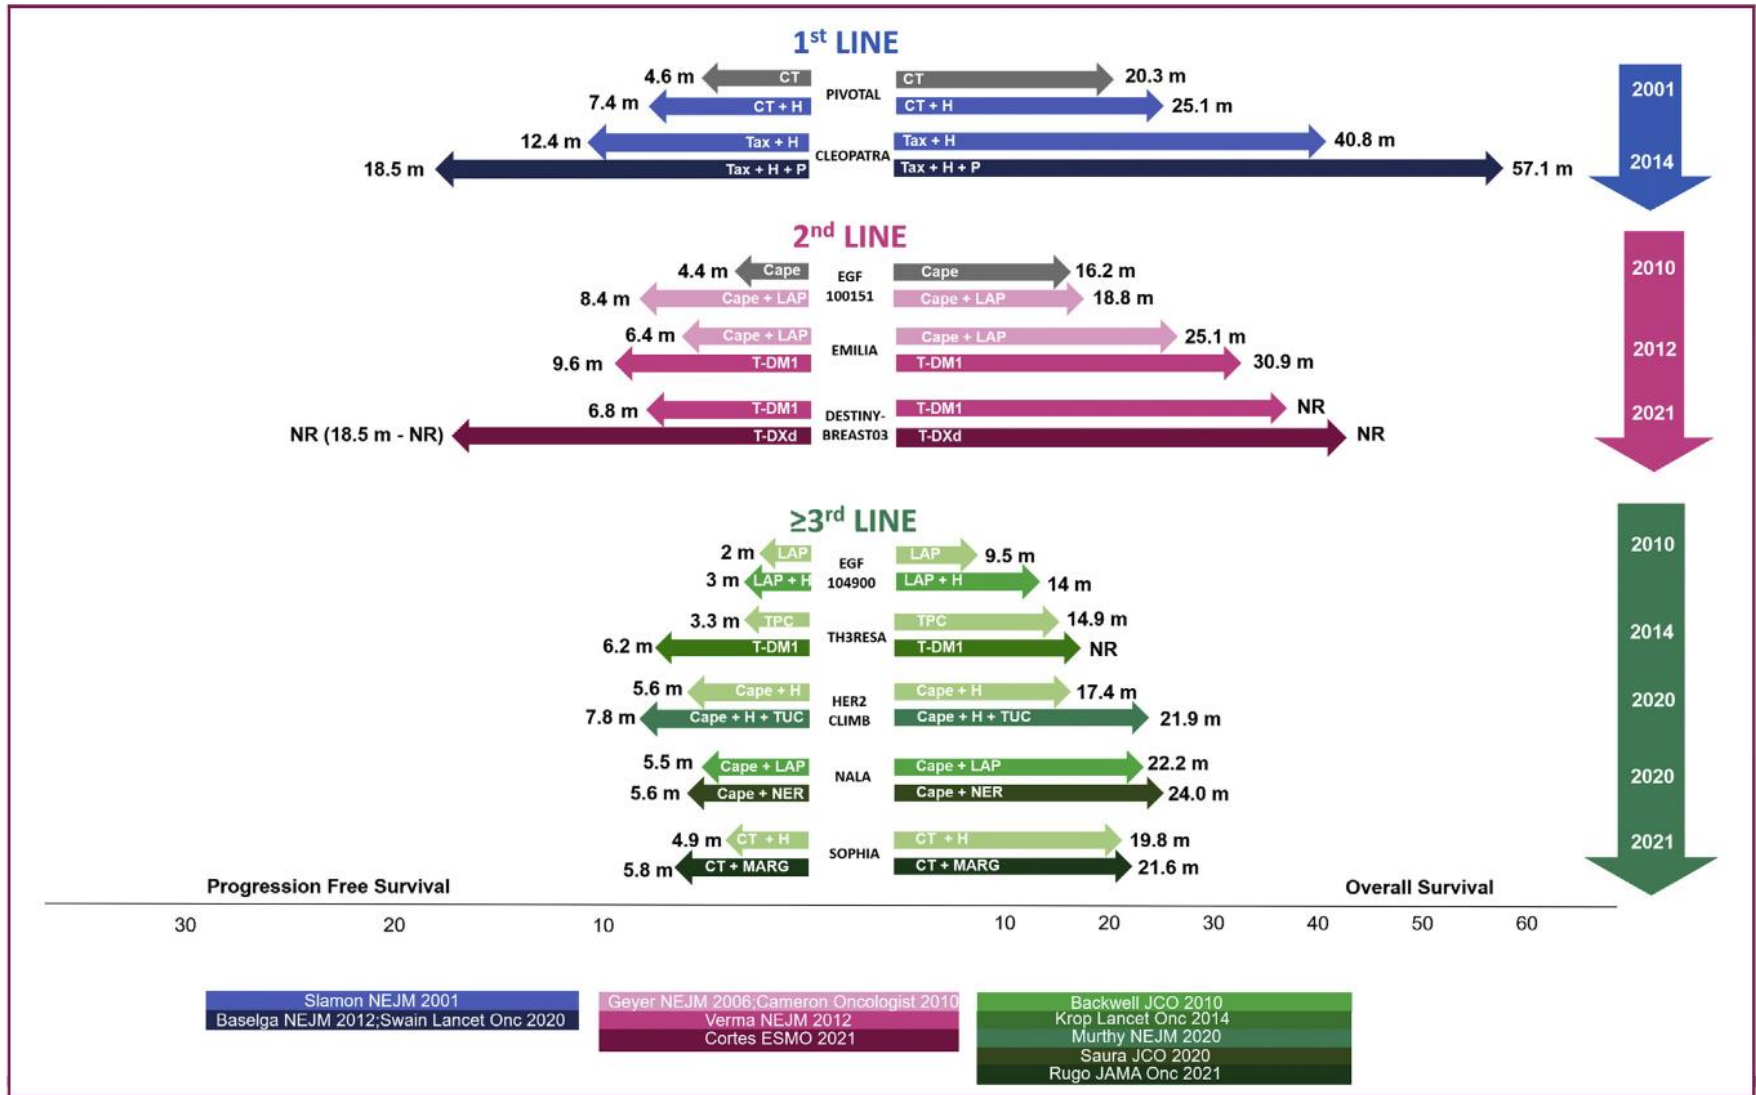 1st LINE
4.6 m CT PIVOTAL CT 20.3 m
7.4 m CT + H CT + H 25.1 m
12.4 m Tax + H CLEOPATRA Tax + H 40.8 m
18.5 m Tax + H + P Tax + H + P 57.1 m
2001
2014
2nd LINE
4.4 m Cape EGF Cape 16.2 m
8.4 m Cape + LAP 100151 Cape + LAP 18.8 m
6.4 m Cape + LAP EMILIA Cape + LAP 25.1 m
9.6 m T-DM1 T-DM1 30.9 m
6.8 m T-DM1 DESTINY- T-DM1 NR
NR (18.5 m - NR) T-DXd BREAST03 T-DXd NR
2010
2012
2021
≥3rd LINE
2 m LAP EGF LAP 9.5 m
3 m LAP + H 104900 LAP + H 14 m
3.3 m TPC TH3RESA TPC 14.9 m
6.2 m T-DM1 T-DM1 NR
5.6 m Cape + H HER2 Cape + H 17.4 m
7.8 m Cape + H + TUC CLIMB Cape + H + TUC 21.9 m
5.5 m Cape + LAP NALA Cape + LAP 22.2 m
5.6 m Cape + NER Cape + NER 24.0 m
4.9 m CT + H SOPHIA CT + H 19.8 m
5.8 m CT + MARG CT + MARG 21.6 m
2010
2014
2020
2020
2021
Progression Free Survival Overall Survival
30 20 10 10 20 30 40 50 60
Slamon NEJM 2001
Baselga NEJM 2012;Swain Lancet Onc 2020
Geyer NEJM 2006;Cameron Oncologist 2010
Verma NEJM 2012
Cortes ESMO 2021
Backwell JCO 2010
Krop Lancet Onc 2014
Murthy NEJM 2020
Saura JCO 2020
Rugo JAMA Onc 2021